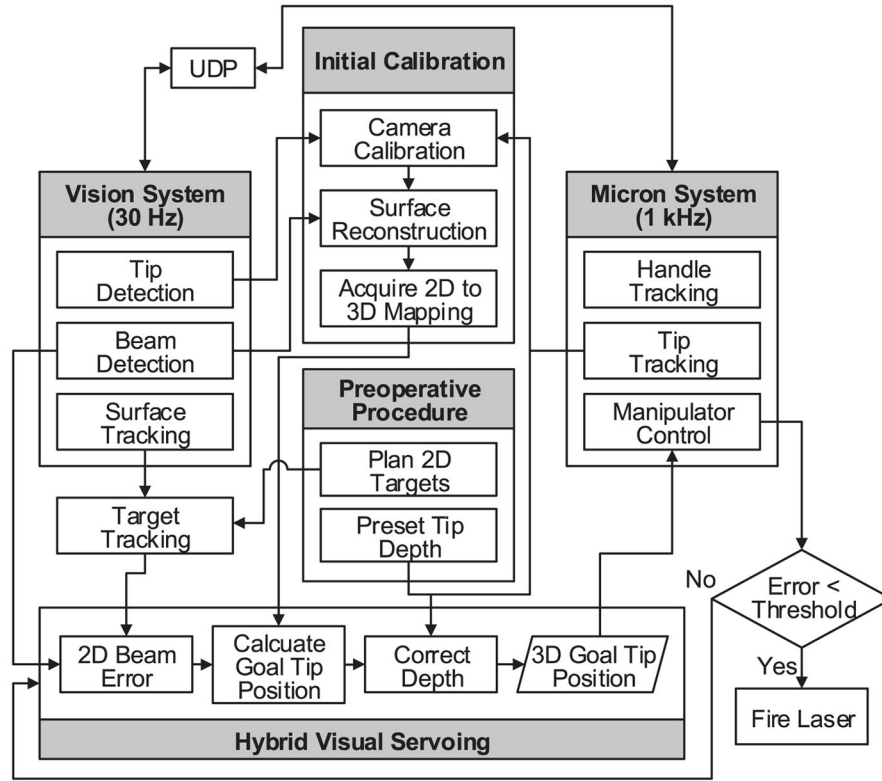 UDP
Initial Calibration
Camera
Calibration
Surface
Reconstruction
Acquire 2D to
3D Mapping
Vision System
(30 Hz)
Tip
Detection
Beam
Detection
Surface
Tracking
Micron System
(1 kHz)
Handle
Tracking
Tip
Tracking
Manipulator
Control
Preoperative
Procedure
Plan 2D
Targets
Preset Tip
Depth
Target
Tracking
No
Error <
Threshold
Yes
Fire Laser
2D Beam
Error
Calcuate
Goal Tip
Position
Correct
Depth
3D Goal Tip
Position
Hybrid Visual Servoing